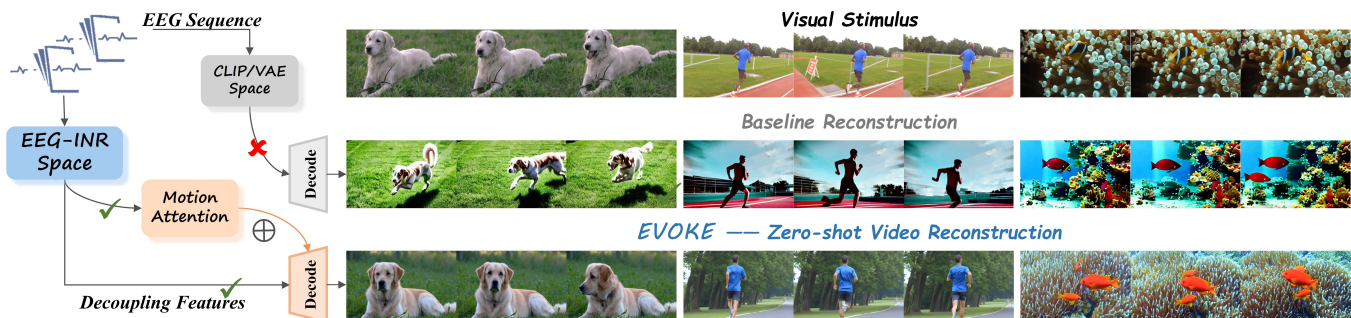 EEG Sequence
CLIP/VAE
Space
EEG-INR
Space
Motion
Attention
Decode
Decode
Decoupling Features
Visual Stimulus
Baseline Reconstruction
EVOKE —— Zero-shot Video Reconstruction